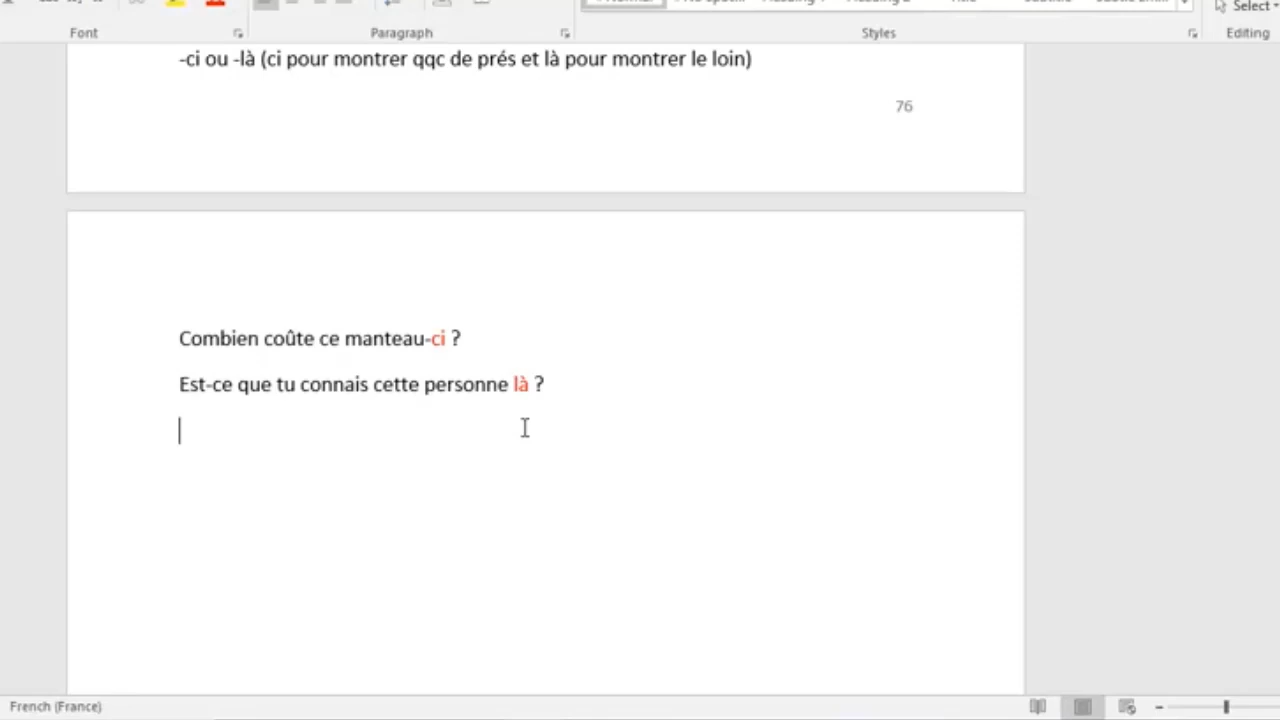 Font
Paragraph
Styles
Select
Editing
-ci ou -là (ci pour montrer qqc de prés et là pour montrer le loin)
76
Combien coûte ce manteau-ci ?
Est-ce que tu connais cette personne là ?
French (France)